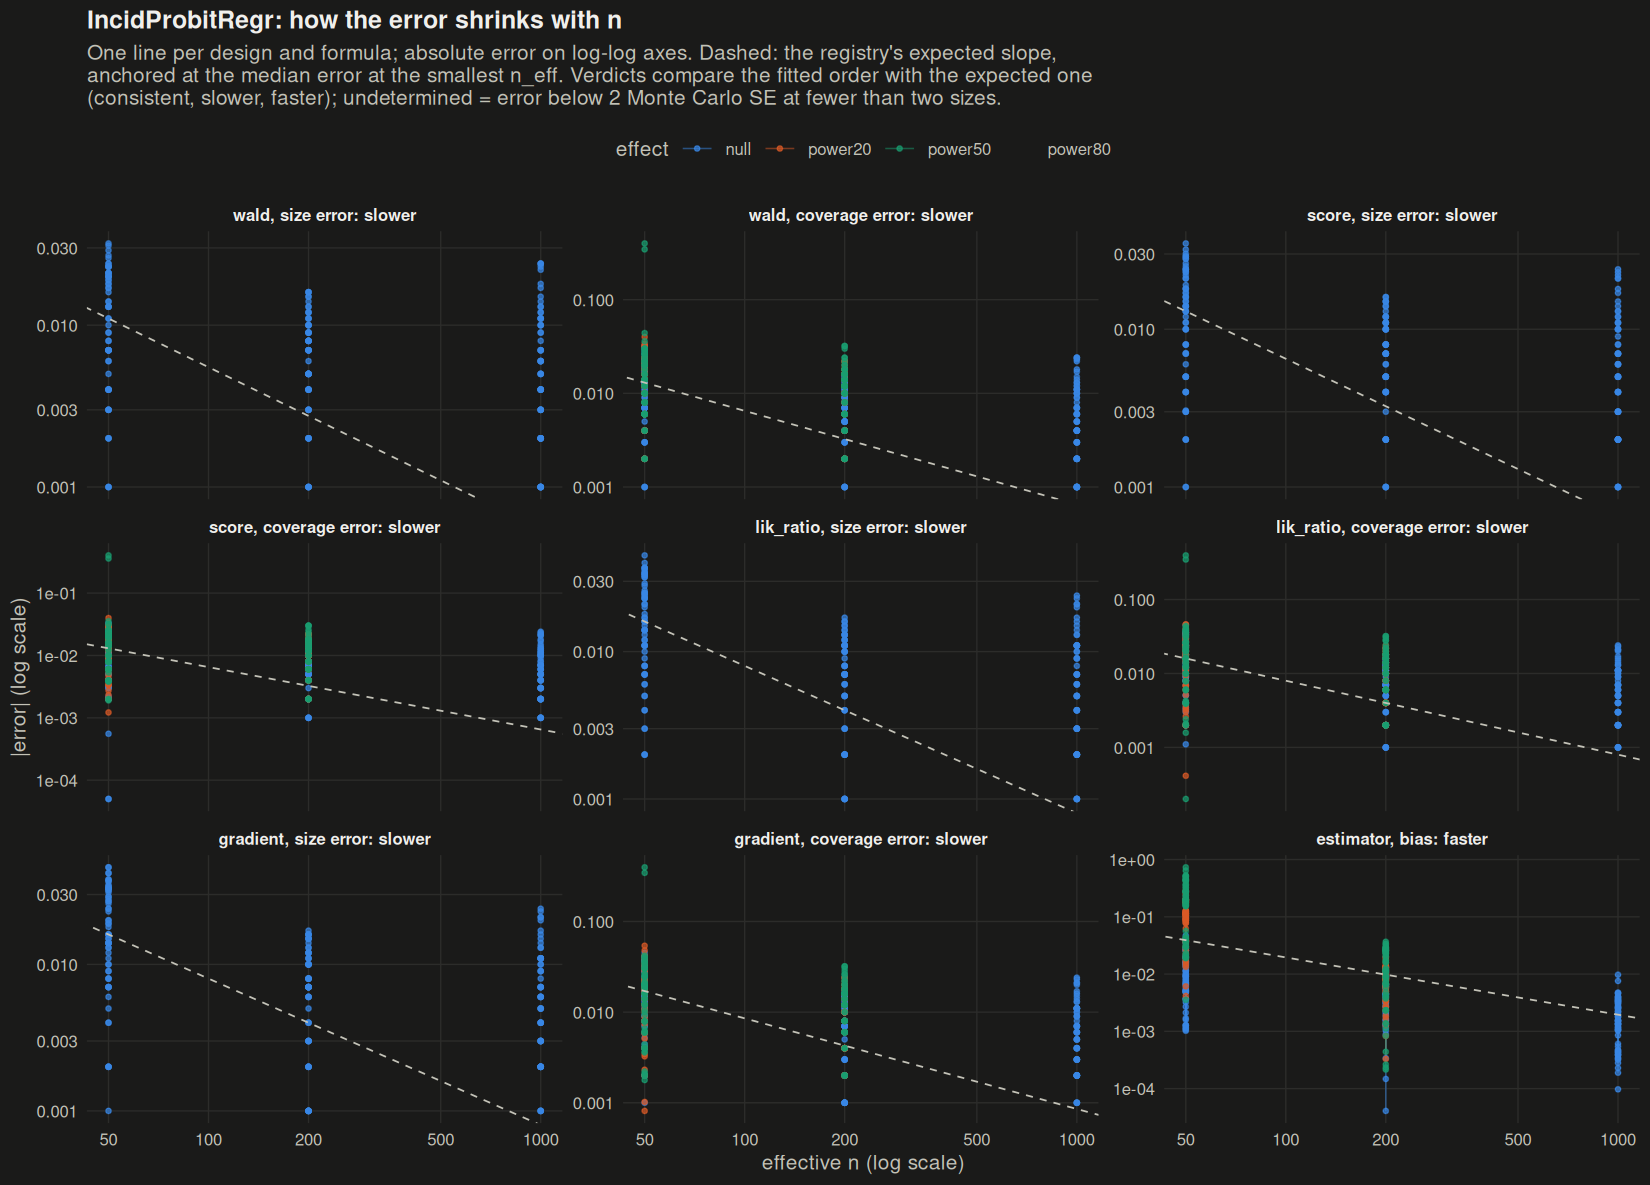 IncidProbitRegr: how the error shrinks with n
One line per design and formula; absolute error on log-log axes. Dashed: the registry's expected slope,
anchored at the median error at the smallest n_eff. Verdicts compare the fitted order with the expected one
(consistent, slower, faster); undetermined = error below 2 Monte Carlo SE at fewer than two sizes.
effect null power20 power50 power80
wald, size error: slower
0.030
0.010
0.003
0.001
wald, coverage error: slower
0.100
0.010
0.001
score, size error: slower
0.030
0.010
0.003
0.001
|error| (log scale)
score, coverage error: slower
1e-01
1e-02
1e-03
1e-04
lik_ratio, size error: slower
0.030
0.010
0.003
0.001
lik_ratio, coverage error: slower
0.100
0.010
0.001
gradient, size error: slower
0.030
0.010
0.003
0.001
50 100 200 500 1000
gradient, coverage error: slower
0.100
0.010
0.001
50 100 200 500 1000
estimator, bias: faster
1e+00
1e-01
1e-02
1e-03
1e-04
50 100 200 500 1000
effective n (log scale)